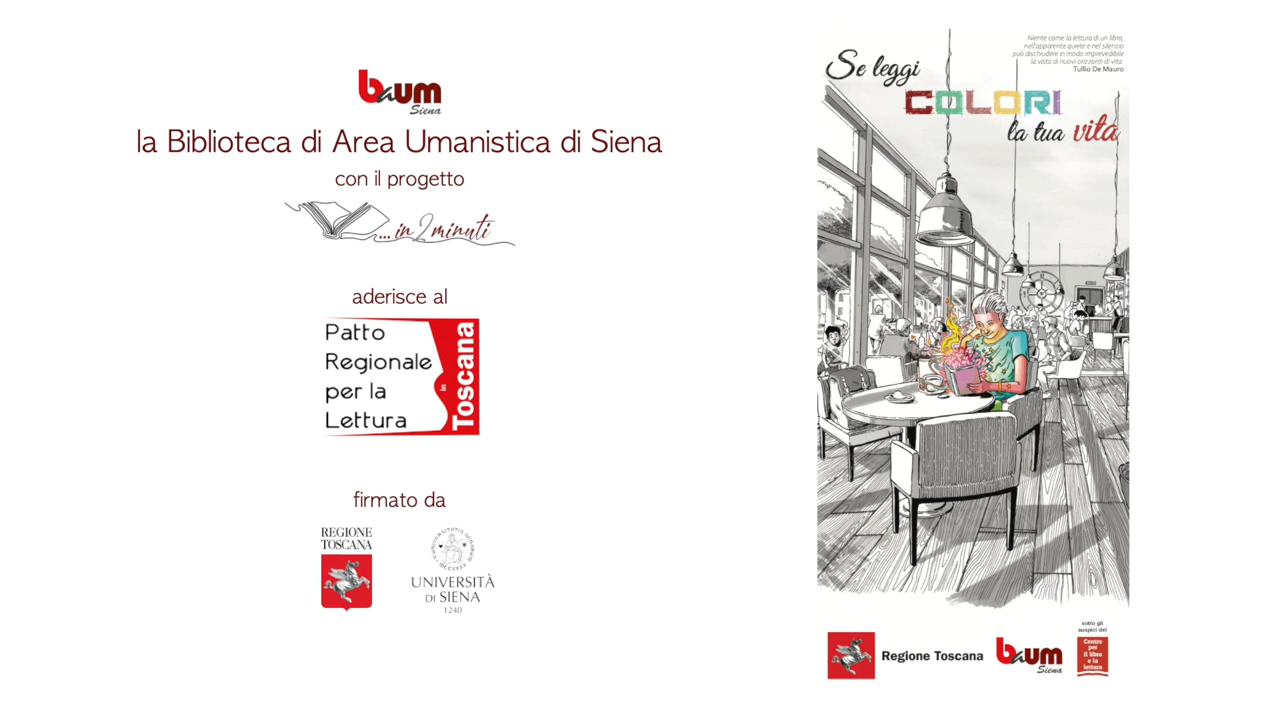 baum
Siena
la Biblioteca di Area Umanistica di Siena
con il progetto
...in 2 minuti
aderisce al
Patto
Regionale
per la
Lettura
in
Toscana
firmato da
REGIONE
TOSCANA
UNIVERSITÀ
DI SIENA
1240
Niente come la lettura di un libro,
nell'apparente quiete e nel silenzio
può dischiudere in modo imprevedibile
la vista di nuovi orizzonti di vita.
Tullio De Mauro
Se leggi
COLORI
la tua vita
Regione Toscana
baum
Siena
sotto gli
auspici del
Centro
per
il libro
e la
lettura